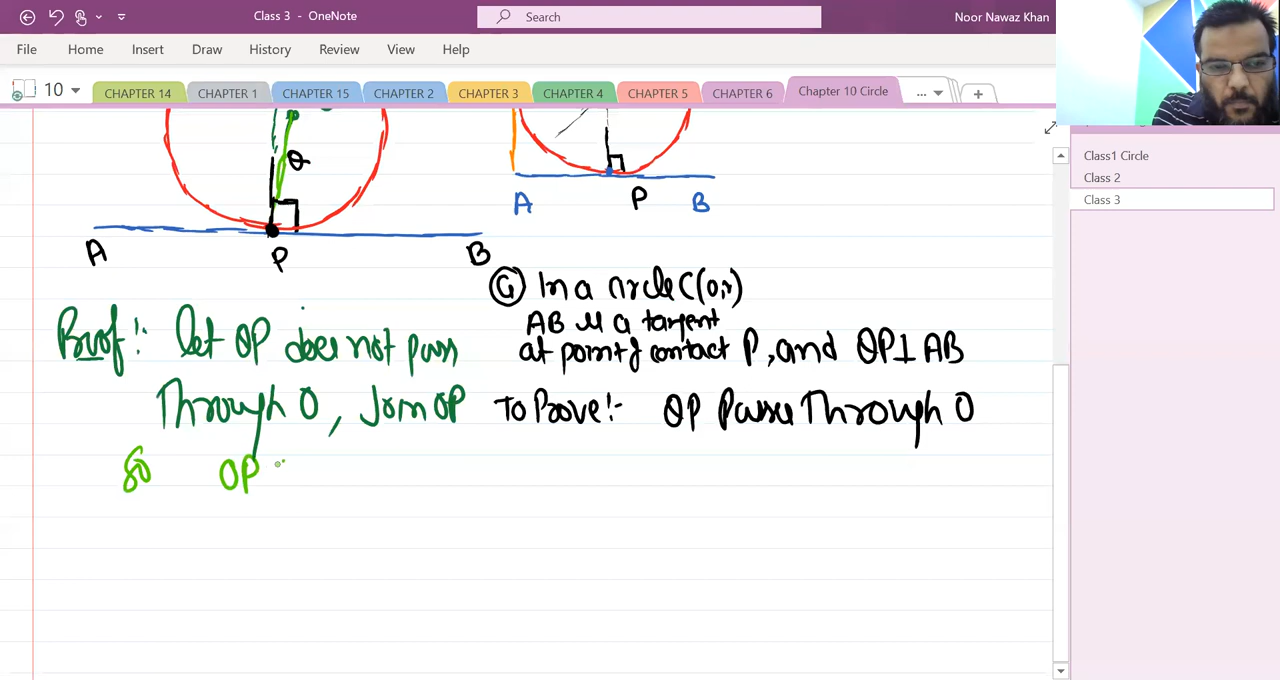 Class 3 - OneNote
Search
Noor Nawaz Khan
File Home Insert Draw History Review View Help
10 CHAPTER 14 CHAPTER 1 CHAPTER 15 CHAPTER 2 CHAPTER 3 CHAPTER 4 CHAPTER 5 CHAPTER 6 Chapter 10 Circle ... +
Class1 Circle
Class 2
Class 3
Q
A P B
A P B
G In a circle C(O,r)
AB is a tangent
at point of contact P, and QP⊥AB
To Prove:- QP Passes Through O
Proof:- Let QP does not pass
Through O, Join OP
So OP